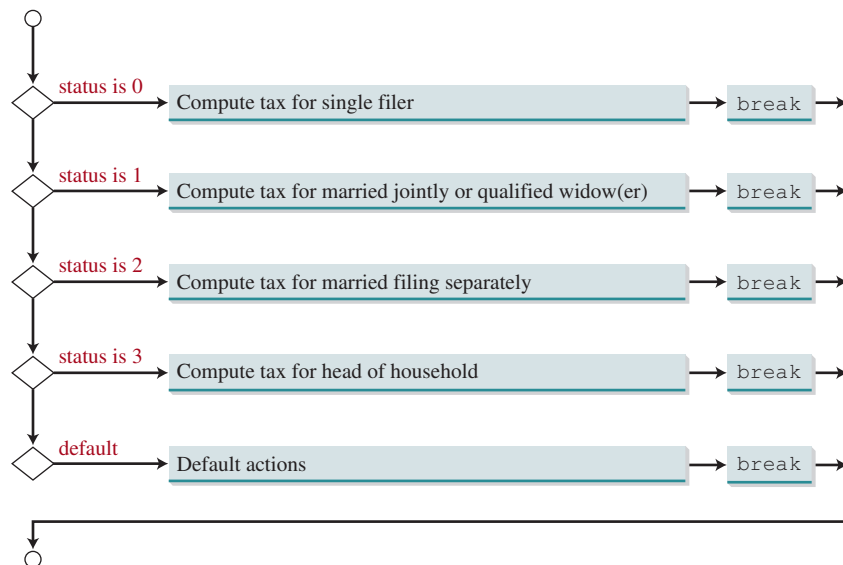 status is 0
Compute tax for single filer
break
status is 1
Compute tax for married jointly or qualified widow(er)
break
status is 2
Compute tax for married filing separately
break
status is 3
Compute tax for head of household
break
default
Default actions
break